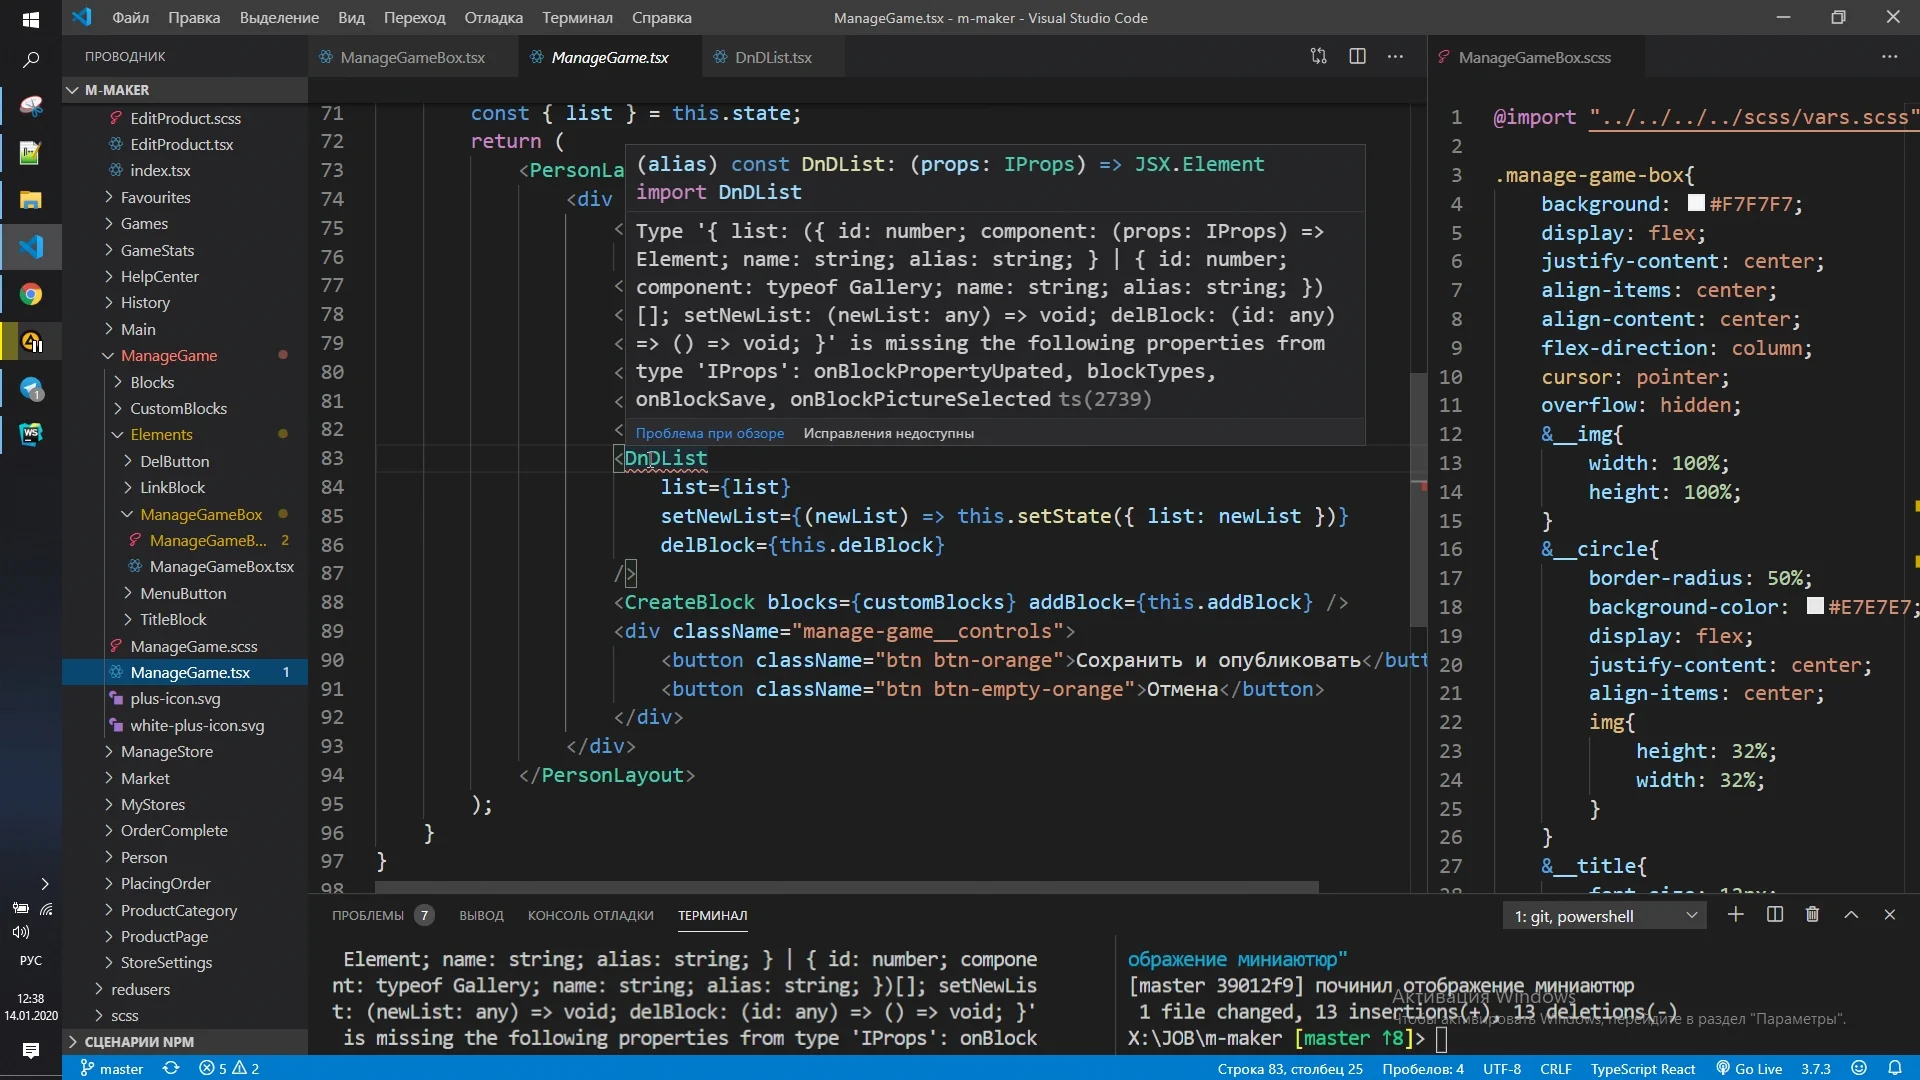 Файл Правка Выделение Вид Переход Отладка Терминал Справка
ManageGame.tsx - m-maker - Visual Studio Code
ПРОВОДНИК
M-MAKER
EditProduct.scss
EditProduct.tsx
index.tsx
Favourites
Games
GameStats
HelpCenter
History
Main
ManageGame
Blocks
CustomBlocks
Elements
DelButton
LinkBlock
ManageGameBox
ManageGameB... 2
ManageGameBox.tsx
MenuButton
TitleBlock
ManageGame.scss
ManageGame.tsx 1
plus-icon.svg
white-plus-icon.svg
ManageStore
Market
MyStores
OrderComplete
Person
PlacingOrder
ProductCategory
ProductPage
StoreSettings
redusers
scss
СЦЕНАРИИ NPM
ManageGameBox.tsx ManageGame.tsx DnDList.tsx
71 const { list } = this.state;
72 return (
73 <PersonLa
74 <div
75 <
76
77 <
78 <
79 <
80 <
81 <
82 <
(alias) const DnDList: (props: IProps) => JSX.Element
import DnDList
Type '{ list: ({ id: number; component: (props: IProps) =>
Element; name: string; alias: string; } | { id: number;
component: typeof Gallery; name: string; alias: string; })
[]; setNewList: (newList: any) => void; delBlock: (id: any)
=> () => void; }' is missing the following properties from
type 'IProps': onBlockPropertyUpated, blockTypes,
onBlockSave, onBlockPictureSelected ts(2739)
Проблема при обзоре Исправления недоступны
83 <DnDList
84 list={list}
85 setNewList={(newList) => this.setState({ list: newList })}
86 delBlock={this.delBlock}
87 />
88 <CreateBlock blocks={customBlocks} addBlock={this.addBlock} />
89 <div className="manage-game__controls">
90 <button className="btn btn-orange">Сохранить и опубликовать</butt
91 <button className="btn btn-empty-orange">Отмена</button>
92 </div>
93 </div>
94 </PersonLayout>
95 );
96 }
97 }
98
ManageGameBox.scss
1 @import "../../../../scss/vars.scss"
2
3 .manage-game-box{
4 background: #F7F7F7;
5 display: flex;
6 justify-content: center;
7 align-items: center;
8 align-content: center;
9 flex-direction: column;
10 cursor: pointer;
11 overflow: hidden;
12 &__img{
13 width: 100%;
14 height: 100%;
15 }
16 &__circle{
17 border-radius: 50%;
18 background-color: #E7E7E7;
19 display: flex;
20 justify-content: center;
21 align-items: center;
22 img{
23 height: 32%;
24 width: 32%;
25 }
26 }
27 &__title{
28 font-size: 12px;
ПРОБЛЕМЫ 7 ВЫВОД КОНСОЛЬ ОТЛАДКИ ТЕРМИНАЛ
1: git, powershell
Element; name: string; alias: string; } | { id: number; compone
nt: typeof Gallery; name: string; alias: string; })[]; setNewLis
t: (newList: any) => void; delBlock: (id: any) => () => void; }'
is missing the following properties from type 'IProps': onBlock
ображение миниаютюр"
[master 39012f9] починил отображение миниаютюр
1 file changed, 13 insertions(+), 13 deletions(-)
X:\JOB\m-maker [master ↑8]>
Активация Windows
Чтобы активировать Windows, перейдите в раздел "Параметры".
РУС
12:38
14.01.2020
1
WS
master 5 2
Строка 83, столбец 25 Пробелов: 4 UTF-8 CRLF TypeScript React Go Live 3.7.3